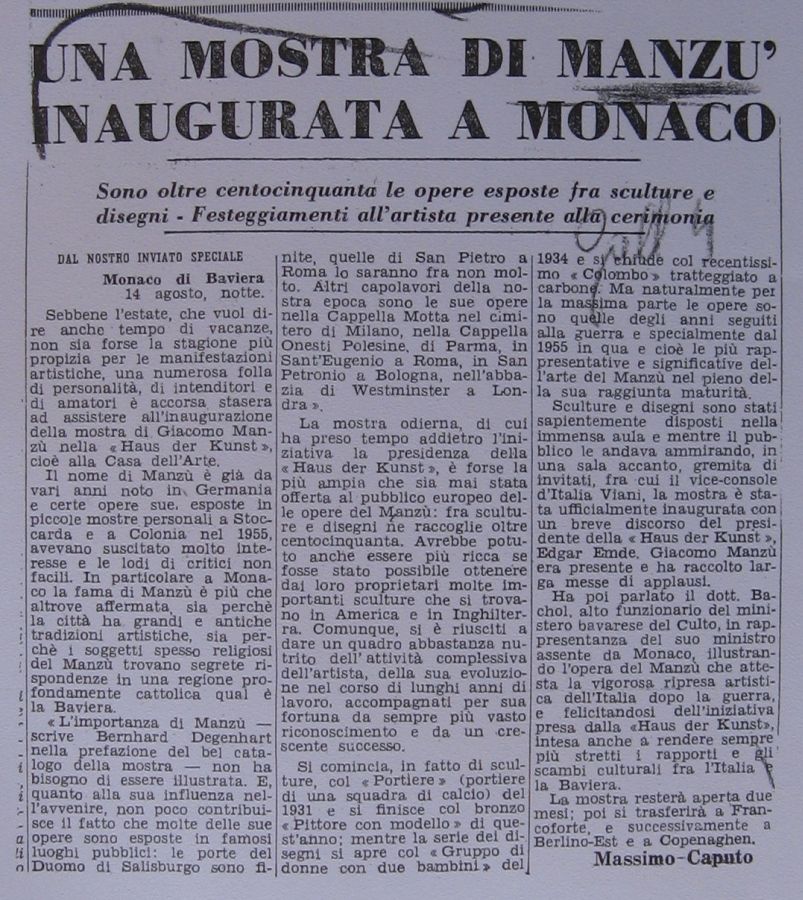 UNA MOSTRA DI MANZU'
INAUGURATA A MONACO
Sono oltre centocinquanta le opere esposte fra sculture e
disegni - Festeggiamenti all'artista presente alla cerimonia
DAL NOSTRO INVIATO SPECIALE
Monaco di Baviera
14 agosto, notte.
Sebbene l'estate, che vuol di-
re anche tempo di vacanze,
non sia forse la stagione più
propizia per le manifestazioni
artistiche, una numerosa folla
di personalità, di intenditori e
di amatori è accorsa stasera
ad assistere all'inaugurazione
della mostra di Giacomo Man-
zù nella «Haus der Kunst»,
cioè alla Casa dell'Arte.
Il nome di Manzù è già da
vari anni noto in Germania
e certe opere sue, esposte in
piccole mostre personali a Stoc-
carda e a Colonia nel 1955,
avevano suscitato molto inte-
resse e le lodi di critici non
facili. In particolare a Mona-
co la fama di Manzù è più che
altrove affermata, sia perchè
la città ha grandi e antiche
tradizioni artistiche, sia per-
chè i soggetti spesso religiosi
del Manzù trovano segrete ri-
spondenze in una regione pro-
fondamente cattolica qual è
la Baviera.
«L'importanza di Manzù —
scrive Bernhard Degenhart
nella prefazione del bel cata-
logo della mostra — non ha
bisogno di essere illustrata. E,
quanto alla sua influenza nel-
l'avvenire, non poco contribui-
sce il fatto che molte delle sue
opere sono esposte in famosi
luoghi pubblici: le porte del
Duomo di Salisburgo sono fi-
nite, quelle di San Pietro a
Roma lo saranno fra non mol-
to. Altri capolavori della no-
stra epoca sono le sue opere
nella Cappella Motta nel cimi-
tero di Milano, nella Cappella
Onesti Polesine, di Parma, in
Sant'Eugenio a Roma, in San
Petronio a Bologna, nell'abba-
zia di Westminster a Lon-
dra».
La mostra odierna, di cui
ha preso tempo addietro l'ini-
ziativa la presidenza della
«Haus der Kunst», è forse la
più ampia che sia mai stata
offerta al pubblico europeo del-
le opere del Manzù: fra scultu-
re e disegni ne raccoglie oltre
centocinquanta. Avrebbe potu-
to anche essere più ricca se
fosse stato possibile ottenere
dai loro proprietari molte im-
portanti sculture che si trova-
no in America e in Inghilter-
ra. Comunque, si è riusciti a
dare un quadro abbastanza nu-
trito dell'attività complessiva
dell'artista, della sua evoluzio-
ne nel corso di lunghi anni di
lavoro, accompagnati per sua
fortuna da sempre più vasto
riconoscimento e da un cre-
scente successo.
Si comincia, in fatto di scul-
ture, col «Portiere» (portiere
di una squadra di calcio) del
1931 e si finisce col bronzo
«Pittore con modello» di que-
st'anno; mentre la serie dei di-
segni si apre col «Gruppo di
donne con due bambini» del
1934 e si chiude col recentissi-
mo «Colombo» tratteggiato a
carbone. Ma naturalmente per
la massima parte le opere so-
no quelle degli anni seguiti
alla guerra e specialmente dal
1955 in qua e cioè le più rap-
presentative e significative del-
l'arte del Manzù nel pieno del-
la sua raggiunta maturità.
Sculture e disegni sono stati
sapientemente disposti nella
immensa aula e mentre il pub-
blico le andava ammirando, in
una sala accanto, gremita di
invitati, fra cui il vice-console
d'Italia Viani, la mostra è sta-
ta ufficialmente inaugurata con
un breve discorso del presi-
dente della «Haus der Kunst»,
Edgar Emde. Giacomo Manzù
era presente e ha raccolto lar-
ga messe di applausi.
Ha poi parlato il dott. Ba-
chol, alto funzionario del mini-
stero bavarese del Culto, in rap-
presentanza del suo ministro
assente da Monaco, illustran-
do l'opera del Manzù che atte-
sta la vigorosa ripresa artisti-
ca dell'Italia dopo la guerra,
e felicitandosi dell'iniziativa
presa dalla «Haus der Kunst»,
intesa anche a rendere sempre
più stretti i rapporti e gli
scambi culturali fra l'Italia e
la Baviera.
La mostra resterà aperta due
mesi; poi si trasferirà a Fran-
coforte, e successivamente a
Berlino-Est e a Copenaghen.
Massimo-Caputo